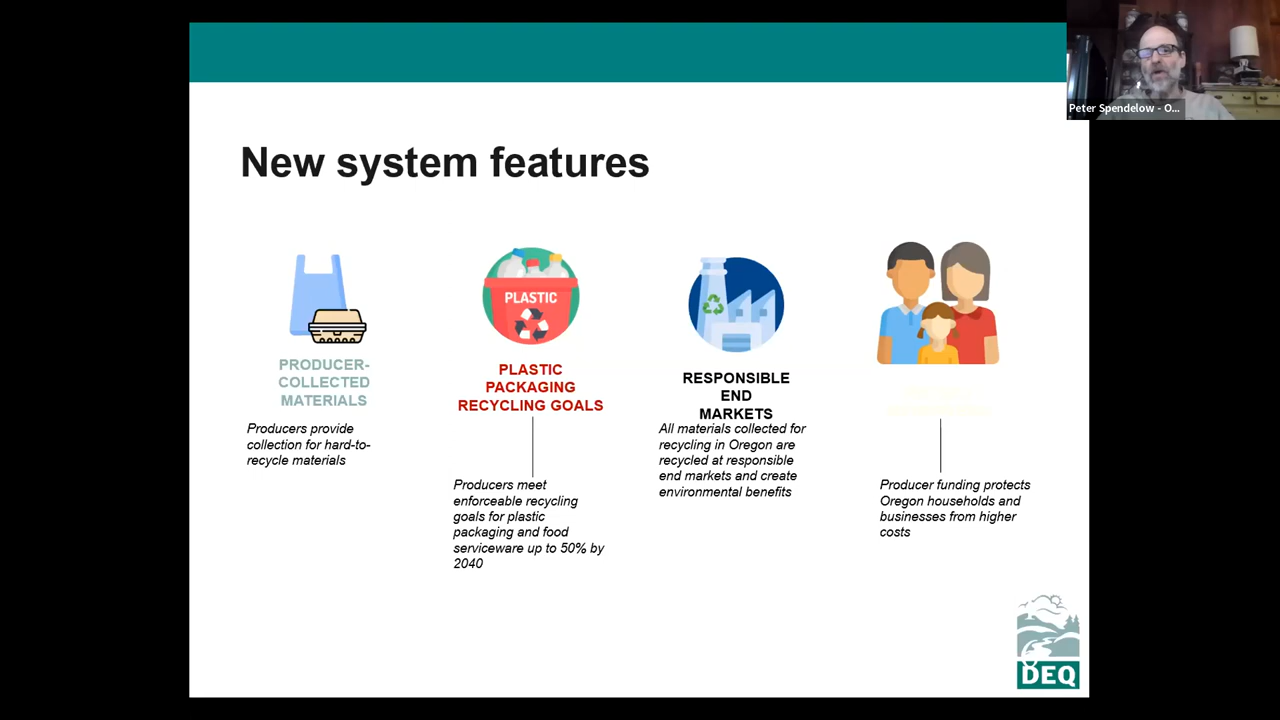 Peter Spendelow - O...
New system features
PLASTIC
PRODUCER-
COLLECTED
MATERIALS
Producers provide
collection for hard-to-
recycle materials
PLASTIC
PACKAGING
RECYCLING GOALS
Producers meet
enforceable recycling
goals for plastic
packaging and food
serviceware up to 50% by
2040
RESPONSIBLE
END
MARKETS
All materials collected for
recycling in Oregon are
recycled at responsible
end markets and create
environmental benefits
Producer funding protects
Oregon households and
businesses from higher
costs
DEQ